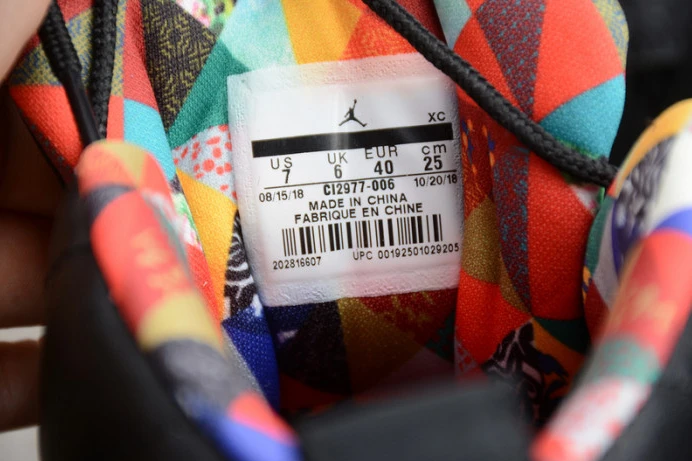 XC
US UK EUR cm
7 6 40 25
08/15/18 CI2977-006 10/20/18
MADE IN CHINA
FABRIQUE EN CHINE
202816607 UPC 00192501029205